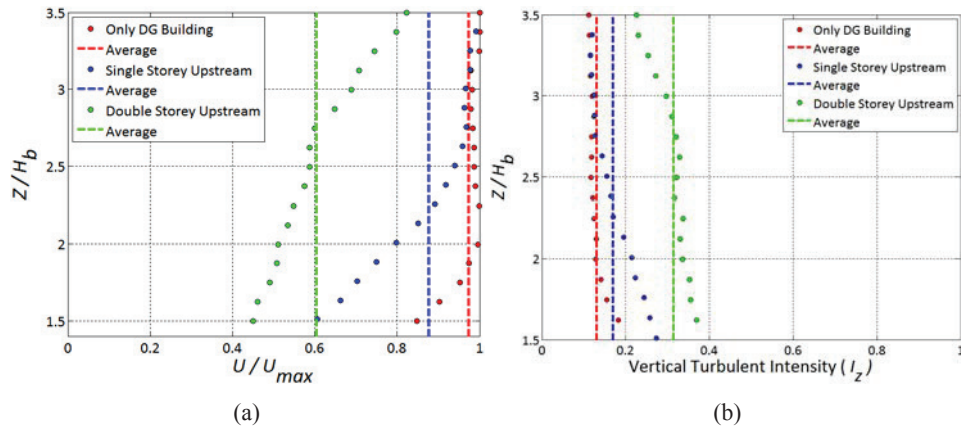 3.5
3
2.5
2
1.5
0
0.2
0.4
0.6
0.8
1
Z/H_b
U/U_max
Only DG Building
Average
Single Storey Upstream
Average
Double Storey Upstream
Average
(a)
3.5
3
2.5
2
1.5
0
0.2
0.4
0.6
0.8
1
Z/H_b
Vertical Turbulent Intensity (I_z)
Only DG Building
Average
Single Storey Upstream
Average
Double Storey Upstream
Average
(b)